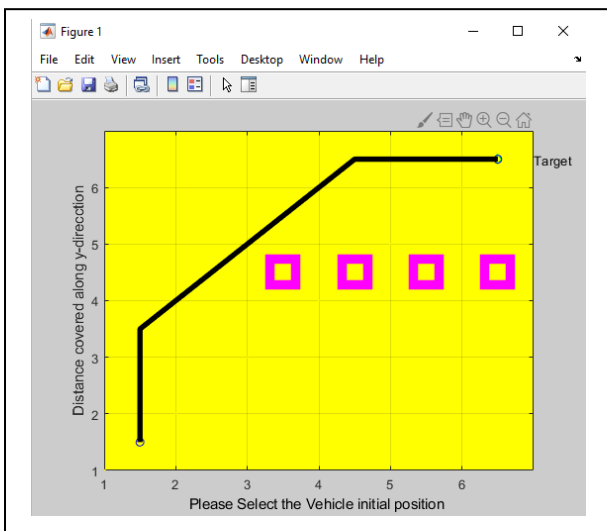 Figure 1
File Edit View Insert Tools Desktop Window Help
Target
6
5
4
3
2
1
Distance covered along y-direcction
1 2 3 4 5 6
Please Select the Vehicle initial position